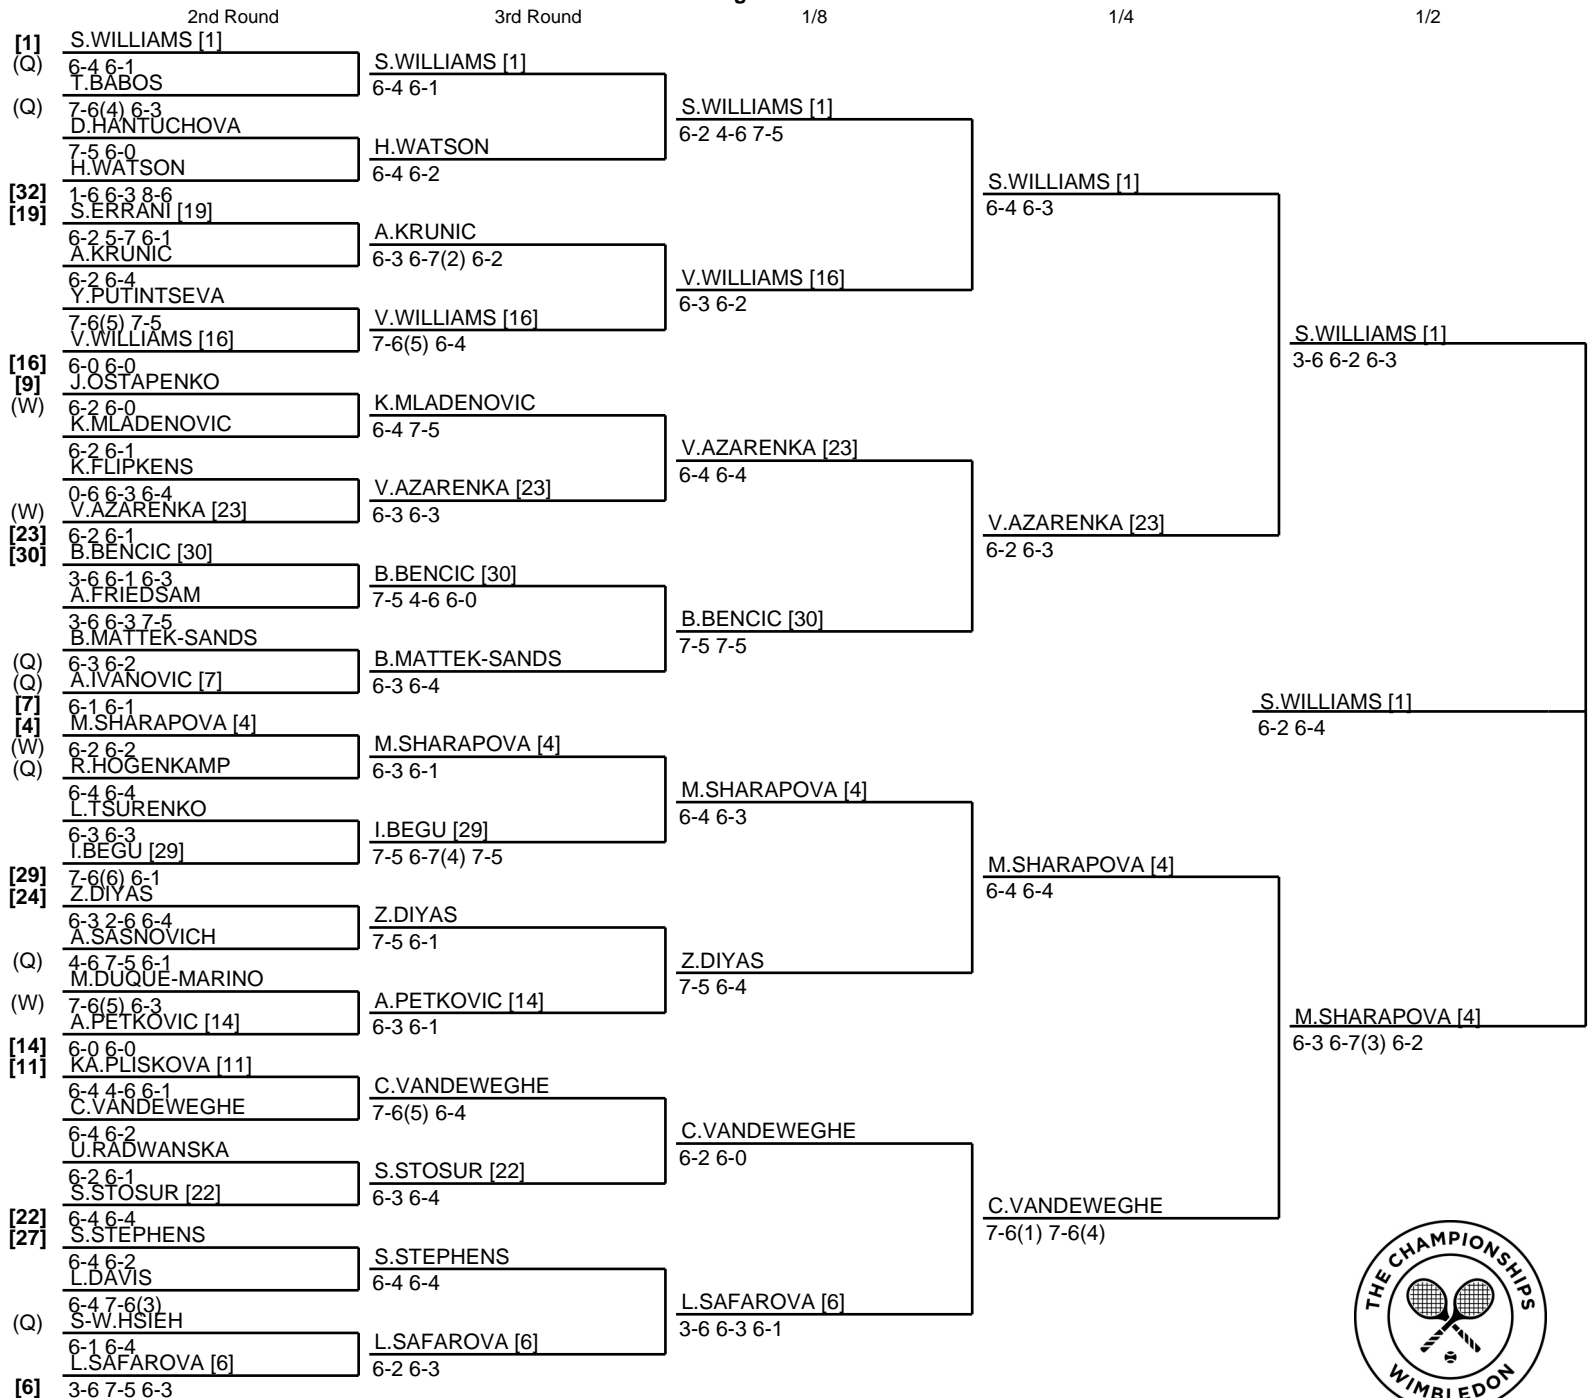 2nd Round
3rd Round
1/8
1/4
1/2
[1]
(Q)
(Q)
[32]
[19]
[16]
[9]
(W)
(W)
[23]
[30]
(Q)
(Q)
[7]
[4]
(W)
(Q)
[29]
[24]
(Q)
(W)
[14]
[11]
[22]
[27]
(Q)
[6]
S.WILLIAMS [1]
6-4 6-1
T.BABOS
7-6(4) 6-3
D.HANTUCHOVA
7-5 6-0
H.WATSON
1-6 6-3 8-6
S.ERRANI [19]
6-2 5-7 6-1
A.KRUNIC
6-2 6-4
Y.PUTINTSEVA
7-6(5) 7-5
V.WILLIAMS [16]
6-0 6-0
J.OSTAPENKO
6-2 6-0
K.MLADENOVIC
6-2 6-1
K.FLIPKENS
0-6 6-3 6-4
V.AZARENKA [23]
6-2 6-1
B.BENCIC [30]
3-6 6-1 6-3
A.FRIEDSAM
3-6 6-3 7-5
B.MATTEK-SANDS
6-3 6-2
A.IVANOVIC [7]
6-1 6-1
M.SHARAPOVA [4]
6-2 6-2
R.HOGENKAMP
6-4 6-4
L.TSURENKO
6-3 6-3
I.BEGU [29]
7-6(6) 6-1
Z.DIYAS
6-3 2-6 6-4
A.SASNOVICH
4-6 7-5 6-1
M.DUQUE-MARINO
7-6(5) 6-3
A.PETKOVIC [14]
6-0 6-0
KA.PLISKOVA [11]
6-4 4-6 6-1
C.VANDEWEGHE
6-4 6-2
U.RADWANSKA
6-2 6-1
S.STOSUR [22]
6-4 6-4
S.STEPHENS
6-4 6-2
L.DAVIS
6-4 7-6(3)
S-W.HSIEH
6-1 6-4
L.SAFAROVA [6]
3-6 7-5 6-3
S.WILLIAMS [1]
6-4 6-1
H.WATSON
6-4 6-2
A.KRUNIC
6-3 6-7(2) 6-2
V.WILLIAMS [16]
7-6(5) 6-4
K.MLADENOVIC
6-4 7-5
V.AZARENKA [23]
6-3 6-3
B.BENCIC [30]
7-5 4-6 6-0
B.MATTEK-SANDS
6-3 6-4
M.SHARAPOVA [4]
6-3 6-1
I.BEGU [29]
7-5 6-7(4) 7-5
Z.DIYAS
7-5 6-1
A.PETKOVIC [14]
6-3 6-1
C.VANDEWEGHE
7-6(5) 6-4
S.STOSUR [22]
6-3 6-4
S.STEPHENS
6-4 6-4
L.SAFAROVA [6]
6-2 6-3
S.WILLIAMS [1]
6-2 4-6 7-5
V.WILLIAMS [16]
6-3 6-2
V.AZARENKA [23]
6-4 6-4
B.BENCIC [30]
7-5 7-5
M.SHARAPOVA [4]
6-4 6-3
Z.DIYAS
7-5 6-4
C.VANDEWEGHE
6-2 6-0
L.SAFAROVA [6]
3-6 6-3 6-1
S.WILLIAMS [1]
6-4 6-3
V.AZARENKA [23]
6-2 6-3
M.SHARAPOVA [4]
6-4 6-4
C.VANDEWEGHE
7-6(1) 7-6(4)
S.WILLIAMS [1]
3-6 6-2 6-3
M.SHARAPOVA [4]
6-3 6-7(3) 6-2
S.WILLIAMS [1]
6-2 6-4
THE CHAMPIONSHIPS
WIMBLEDON